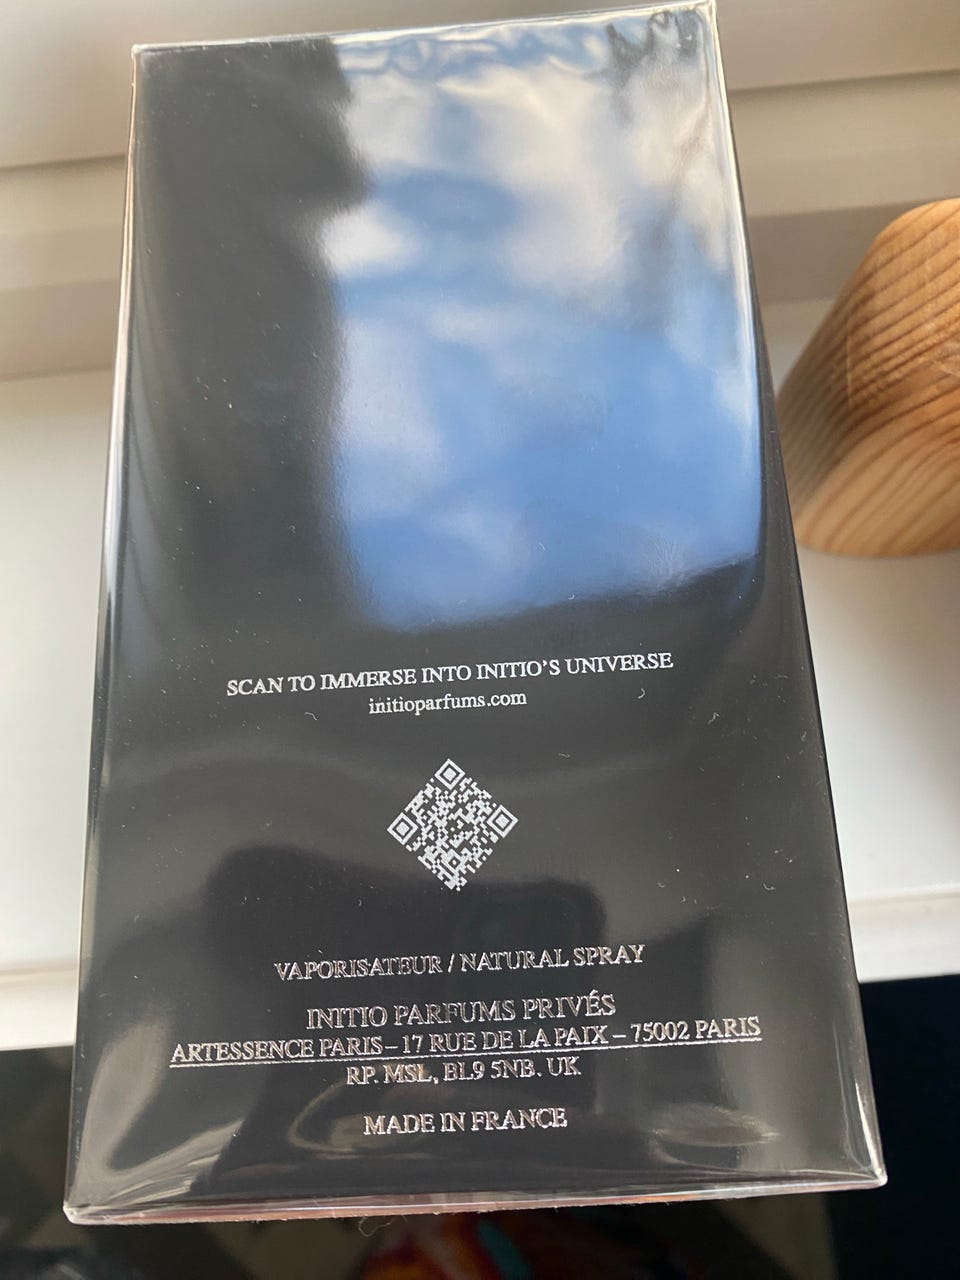 SCAN TO IMMERSE INTO INITIO'S UNIVERSE
initioparfums.com
VAPORISATEUR / NATURAL SPRAY
INITIO PARFUMS PRIVÉS
ARTESSENCE PARIS – 17 RUE DE LA PAIX – 75002 PARIS
RP. MSL, BL9 5NB. UK
MADE IN FRANCE